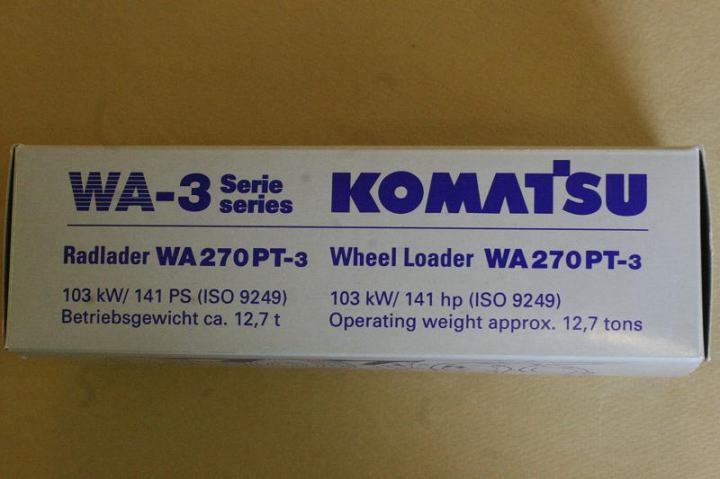 WA-3 Serie series KOMATSU
Radlader WA270PT-3
103 kW/ 141 PS (ISO 9249)
Betriebsgewicht ca. 12,7 t
Wheel Loader WA270PT-3
103 kW/ 141 hp (ISO 9249)
Operating weight approx. 12,7 tons